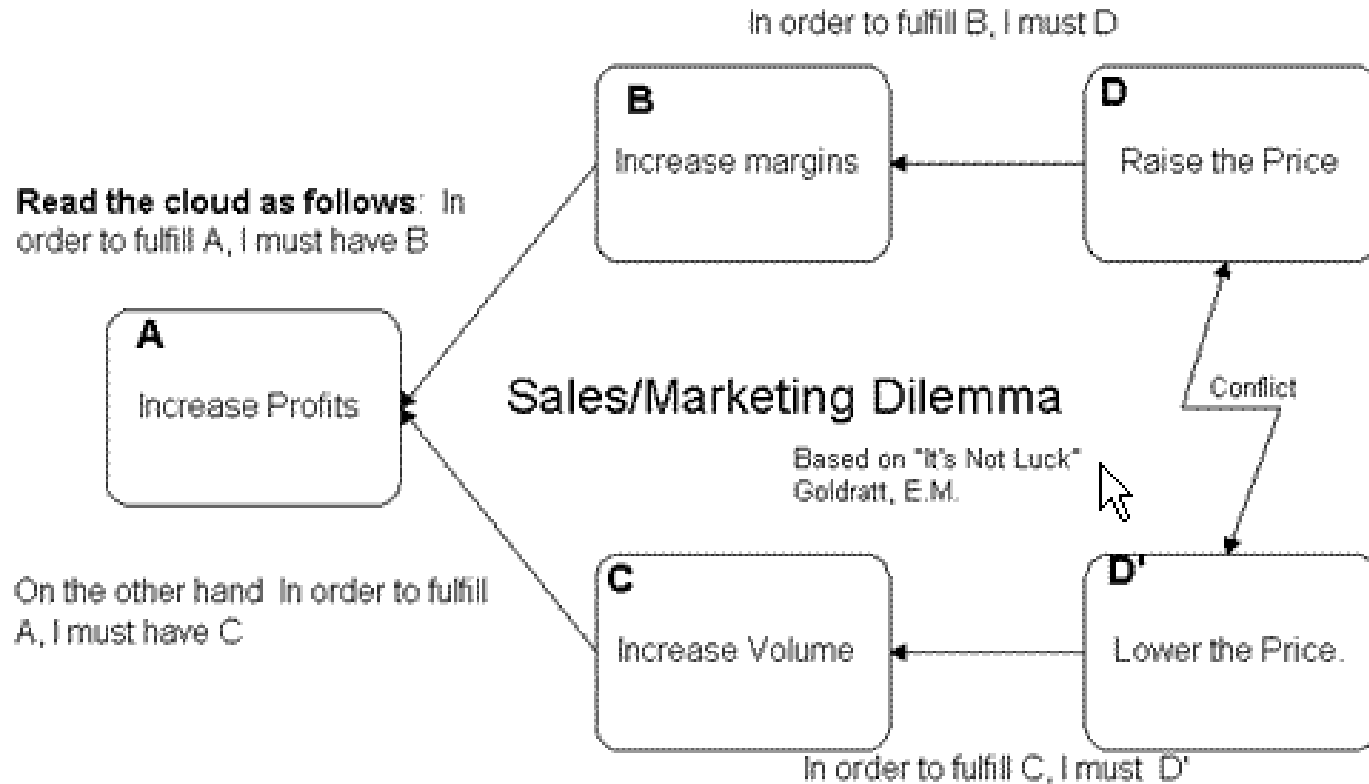 In order to fulfill B, I must D
B
Increase margins
D
Raise the Price
Read the cloud as follows: In
order to fulfill A, I must have B
A
Increase Profits
Sales/Marketing Dilemma
Conflict
Based on "It's Not Luck"
Goldratt, E.M.
On the other hand In order to fulfill
A, I must have C
C
Increase Volume
D'
Lower the Price.
In order to fulfill C, I must D'